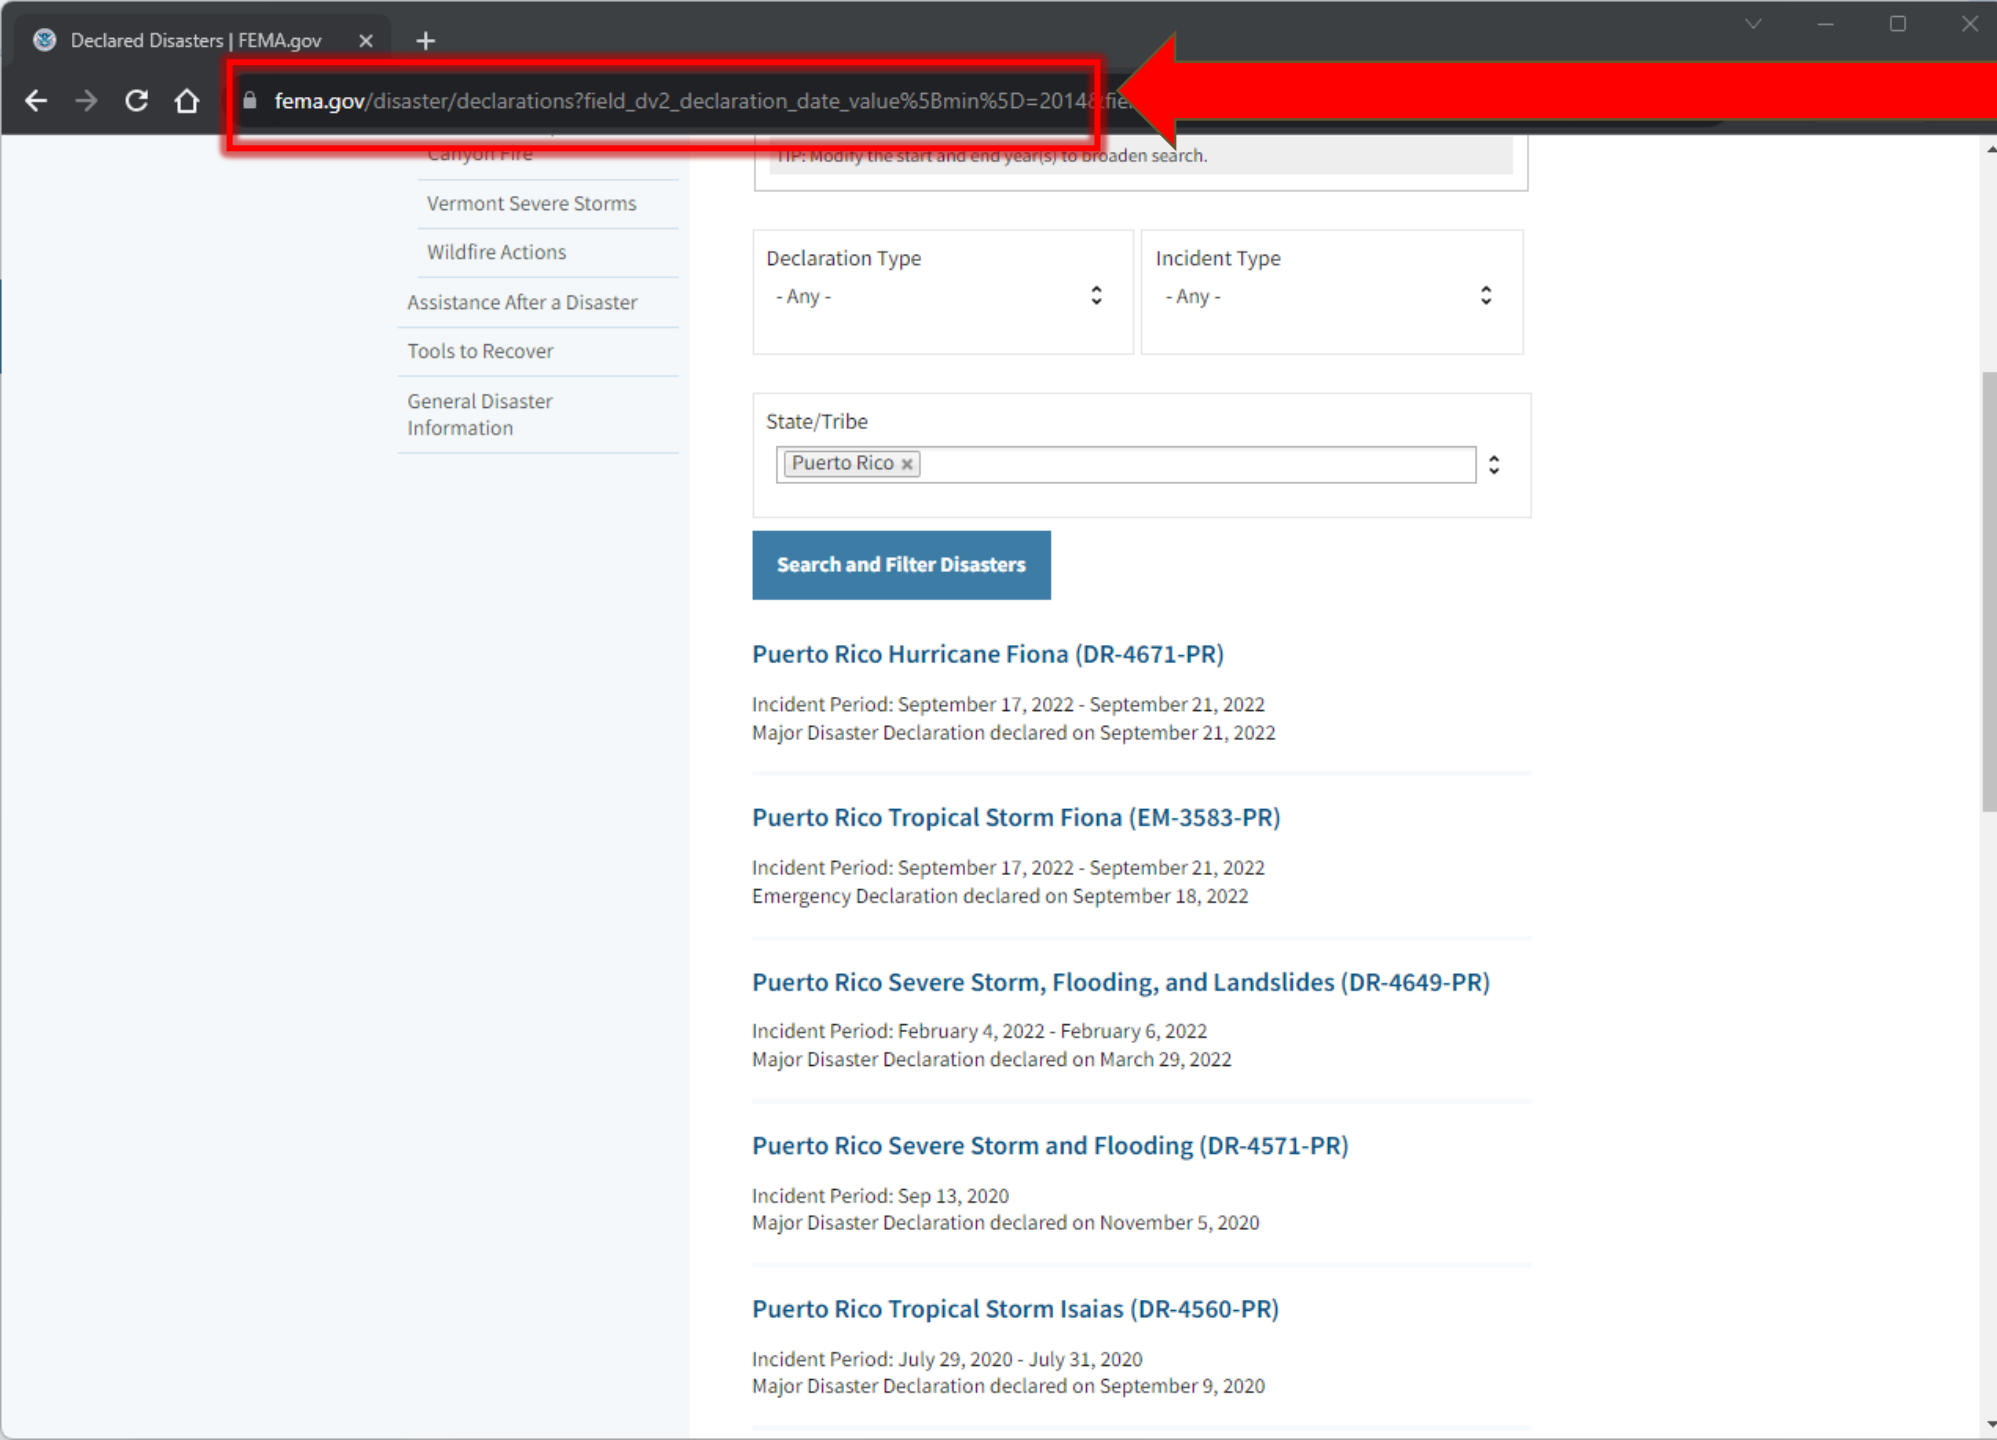 Declared Disasters | FEMA.gov
fema.gov/disaster/declarations?field_dv2_declaration_date_value%5Bmin%5D=2014&fie
Canyon Fire
Vermont Severe Storms
Wildfire Actions
Assistance After a Disaster
Tools to Recover
General Disaster
Information
TIP: Modify the start and end year(s) to broaden search.
Declaration Type
- Any -
Incident Type
- Any -
State/Tribe
Puerto Rico
Search and Filter Disasters
Puerto Rico Hurricane Fiona (DR-4671-PR)
Incident Period: September 17, 2022 - September 21, 2022
Major Disaster Declaration declared on September 21, 2022
Puerto Rico Tropical Storm Fiona (EM-3583-PR)
Incident Period: September 17, 2022 - September 21, 2022
Emergency Declaration declared on September 18, 2022
Puerto Rico Severe Storm, Flooding, and Landslides (DR-4649-PR)
Incident Period: February 4, 2022 - February 6, 2022
Major Disaster Declaration declared on March 29, 2022
Puerto Rico Severe Storm and Flooding (DR-4571-PR)
Incident Period: Sep 13, 2020
Major Disaster Declaration declared on November 5, 2020
Puerto Rico Tropical Storm Isaias (DR-4560-PR)
Incident Period: July 29, 2020 - July 31, 2020
Major Disaster Declaration declared on September 9, 2020